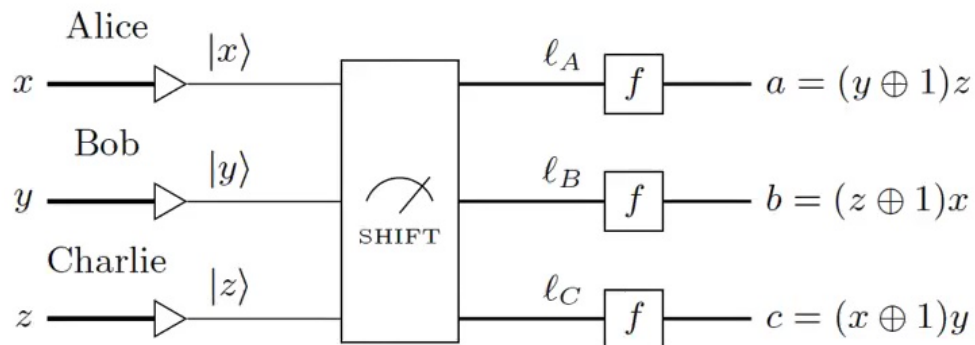 Alice
x |x⟩ ℓ_A f a = (y ⊕ 1)z
Bob
y |y⟩ ℓ_B f b = (z ⊕ 1)x
SHIFT
Charlie
z |z⟩ ℓ_C f c = (x ⊕ 1)y